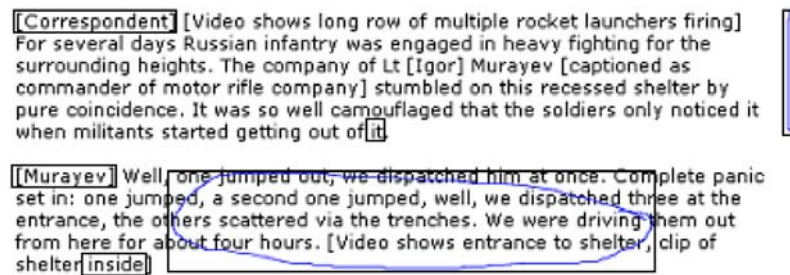 [Correspondent] [Video shows long row of multiple rocket launchers firing]
For several days Russian infantry was engaged in heavy fighting for the
surrounding heights. The company of Lt [Igor] Murayev [captioned as
commander of motor rifle company] stumbled on this recessed shelter by
pure coincidence. It was so well camouflaged that the soldiers only noticed it
when militants started getting out of it.
[Murayev] Well, one jumped out, we dispatched him at once. Complete panic
set in: one jumped, a second one jumped, well, we dispatched three at the
entrance, the others scattered via the trenches. We were driving them out
from here for about four hours. [Video shows entrance to shelter, clip of
shelter inside]